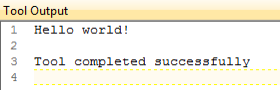 Tool Output
1 Hello world!
2
3 Tool completed successfully
4